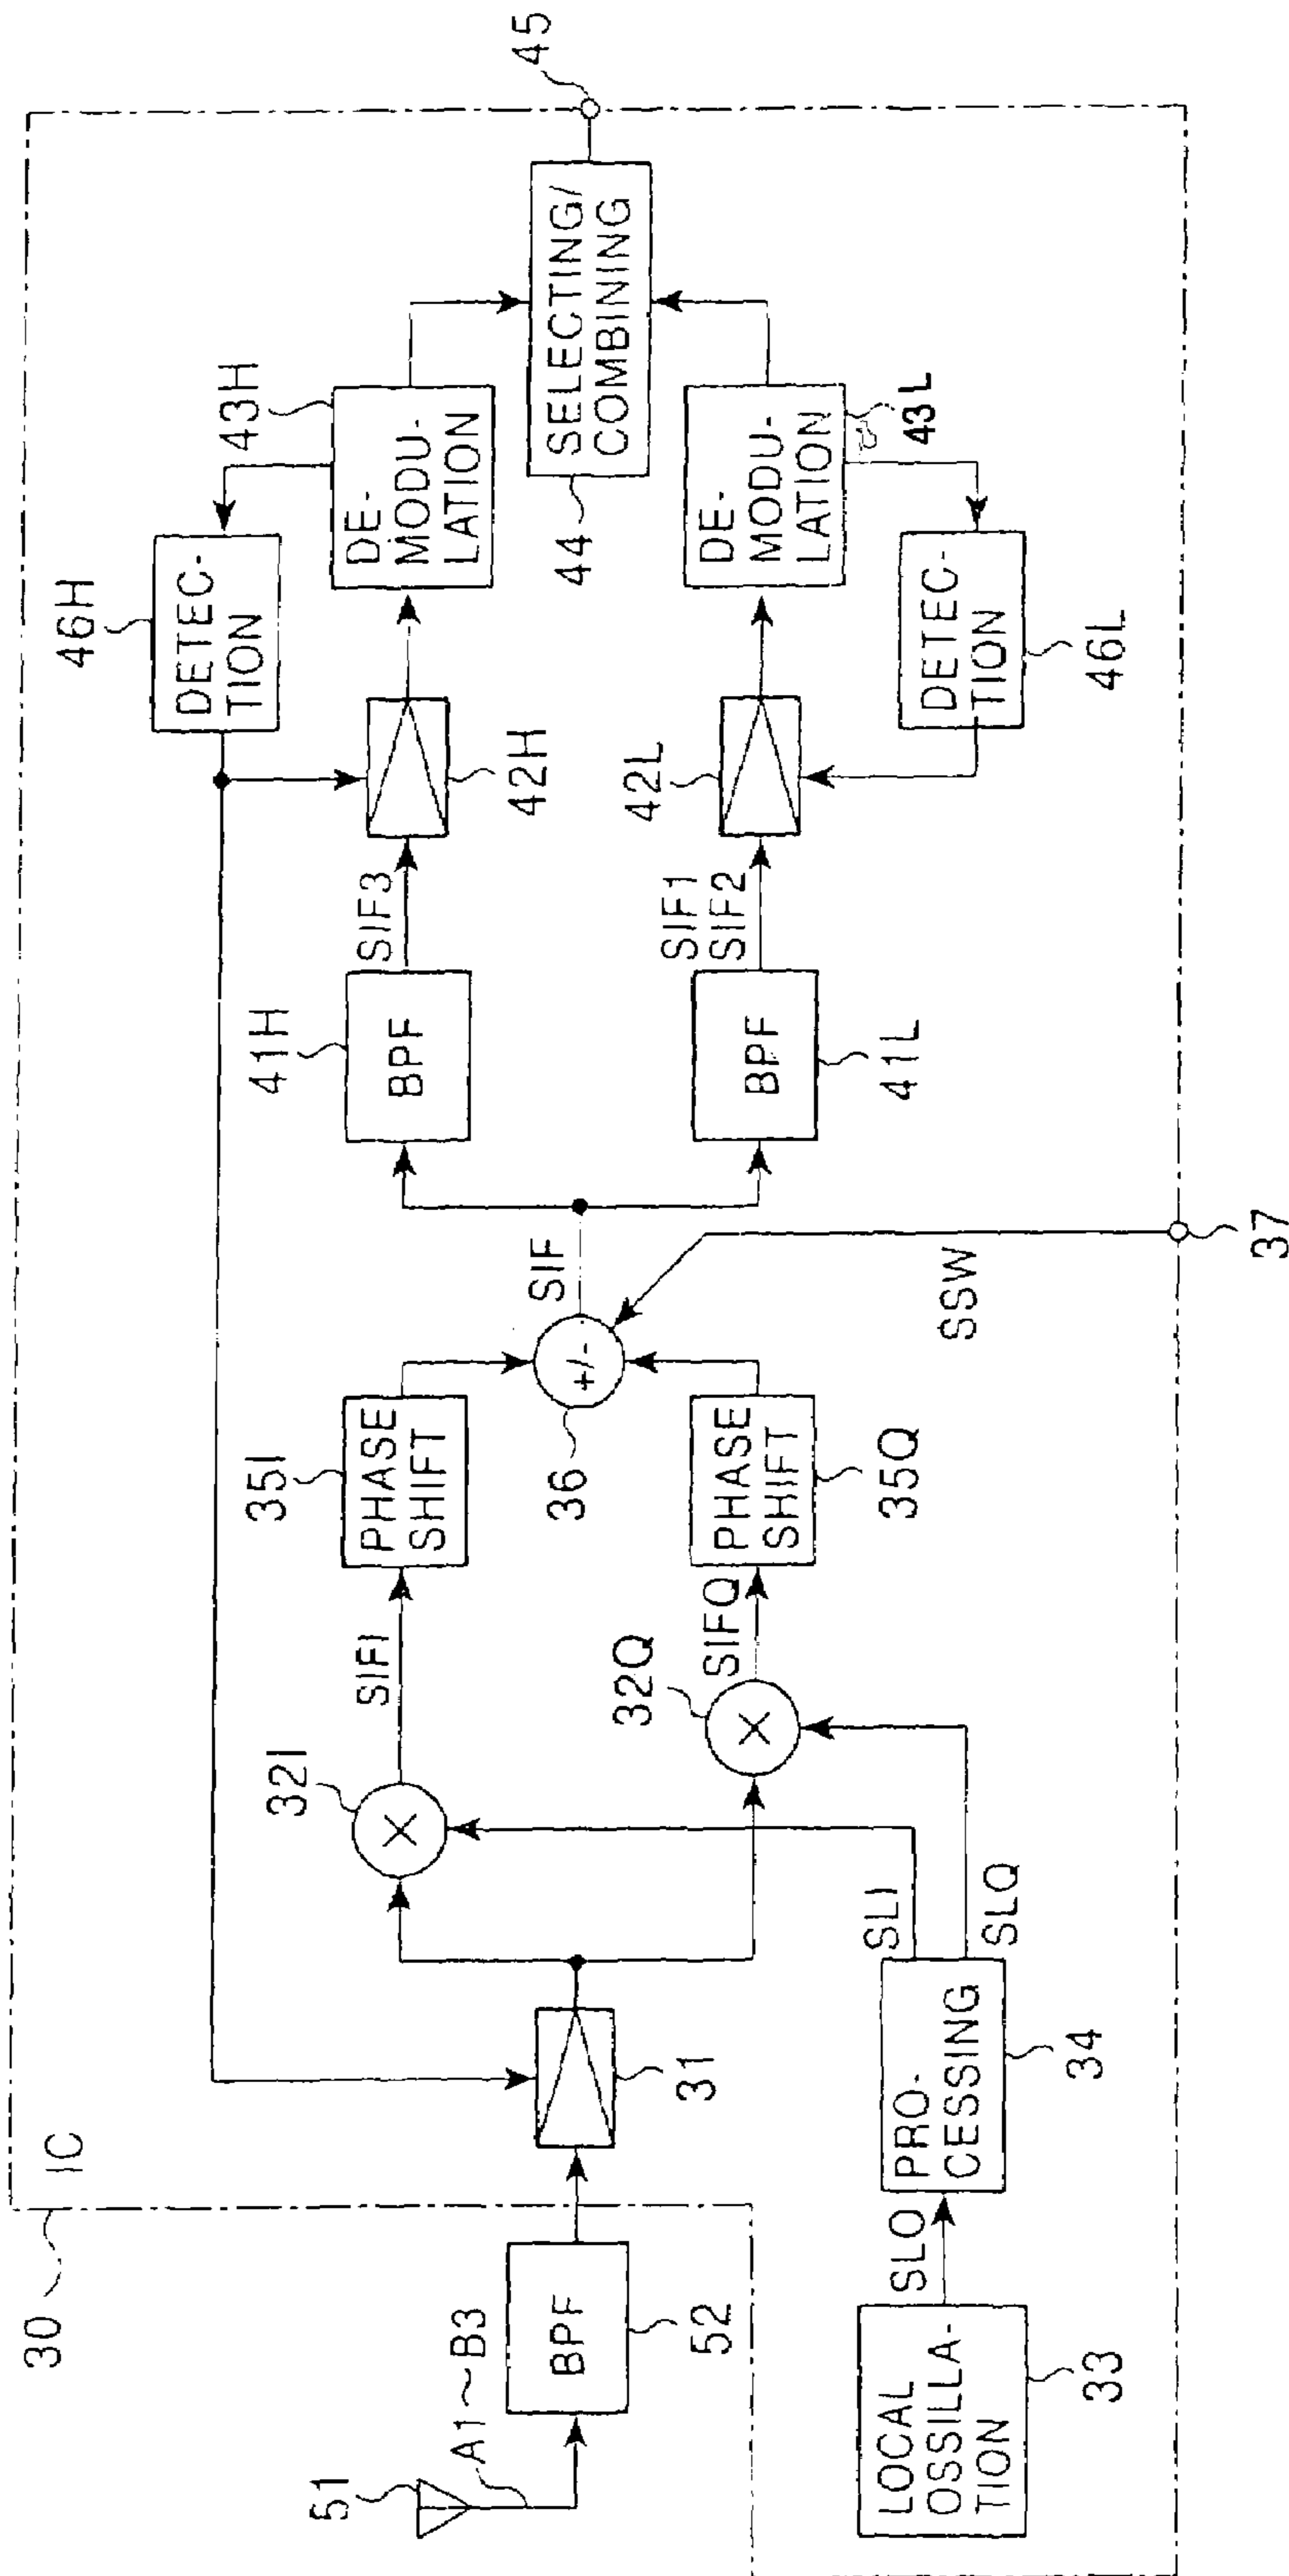 30
IC
51
A1~B3
BPF
52
31
LOCAL
OSSILLA-
TION
33
SLO
PRO-
CESSING
34
SLI
SLQ
32I
32Q
SIFI
SIFQ
35I
PHASE
SHIFT
PHASE
SHIFT
35Q
36
+/-
SIF
SSW
37
41H
BPF
BPF
41L
SIF3
SIF1
SIF2
42H
42L
46H
DETEC-
TION
DETEC-
TION
46L
43H
DE-
MODU-
LATION
DE-
MODU-
LATION
43L
44
SELECTING/
COMBINING
45